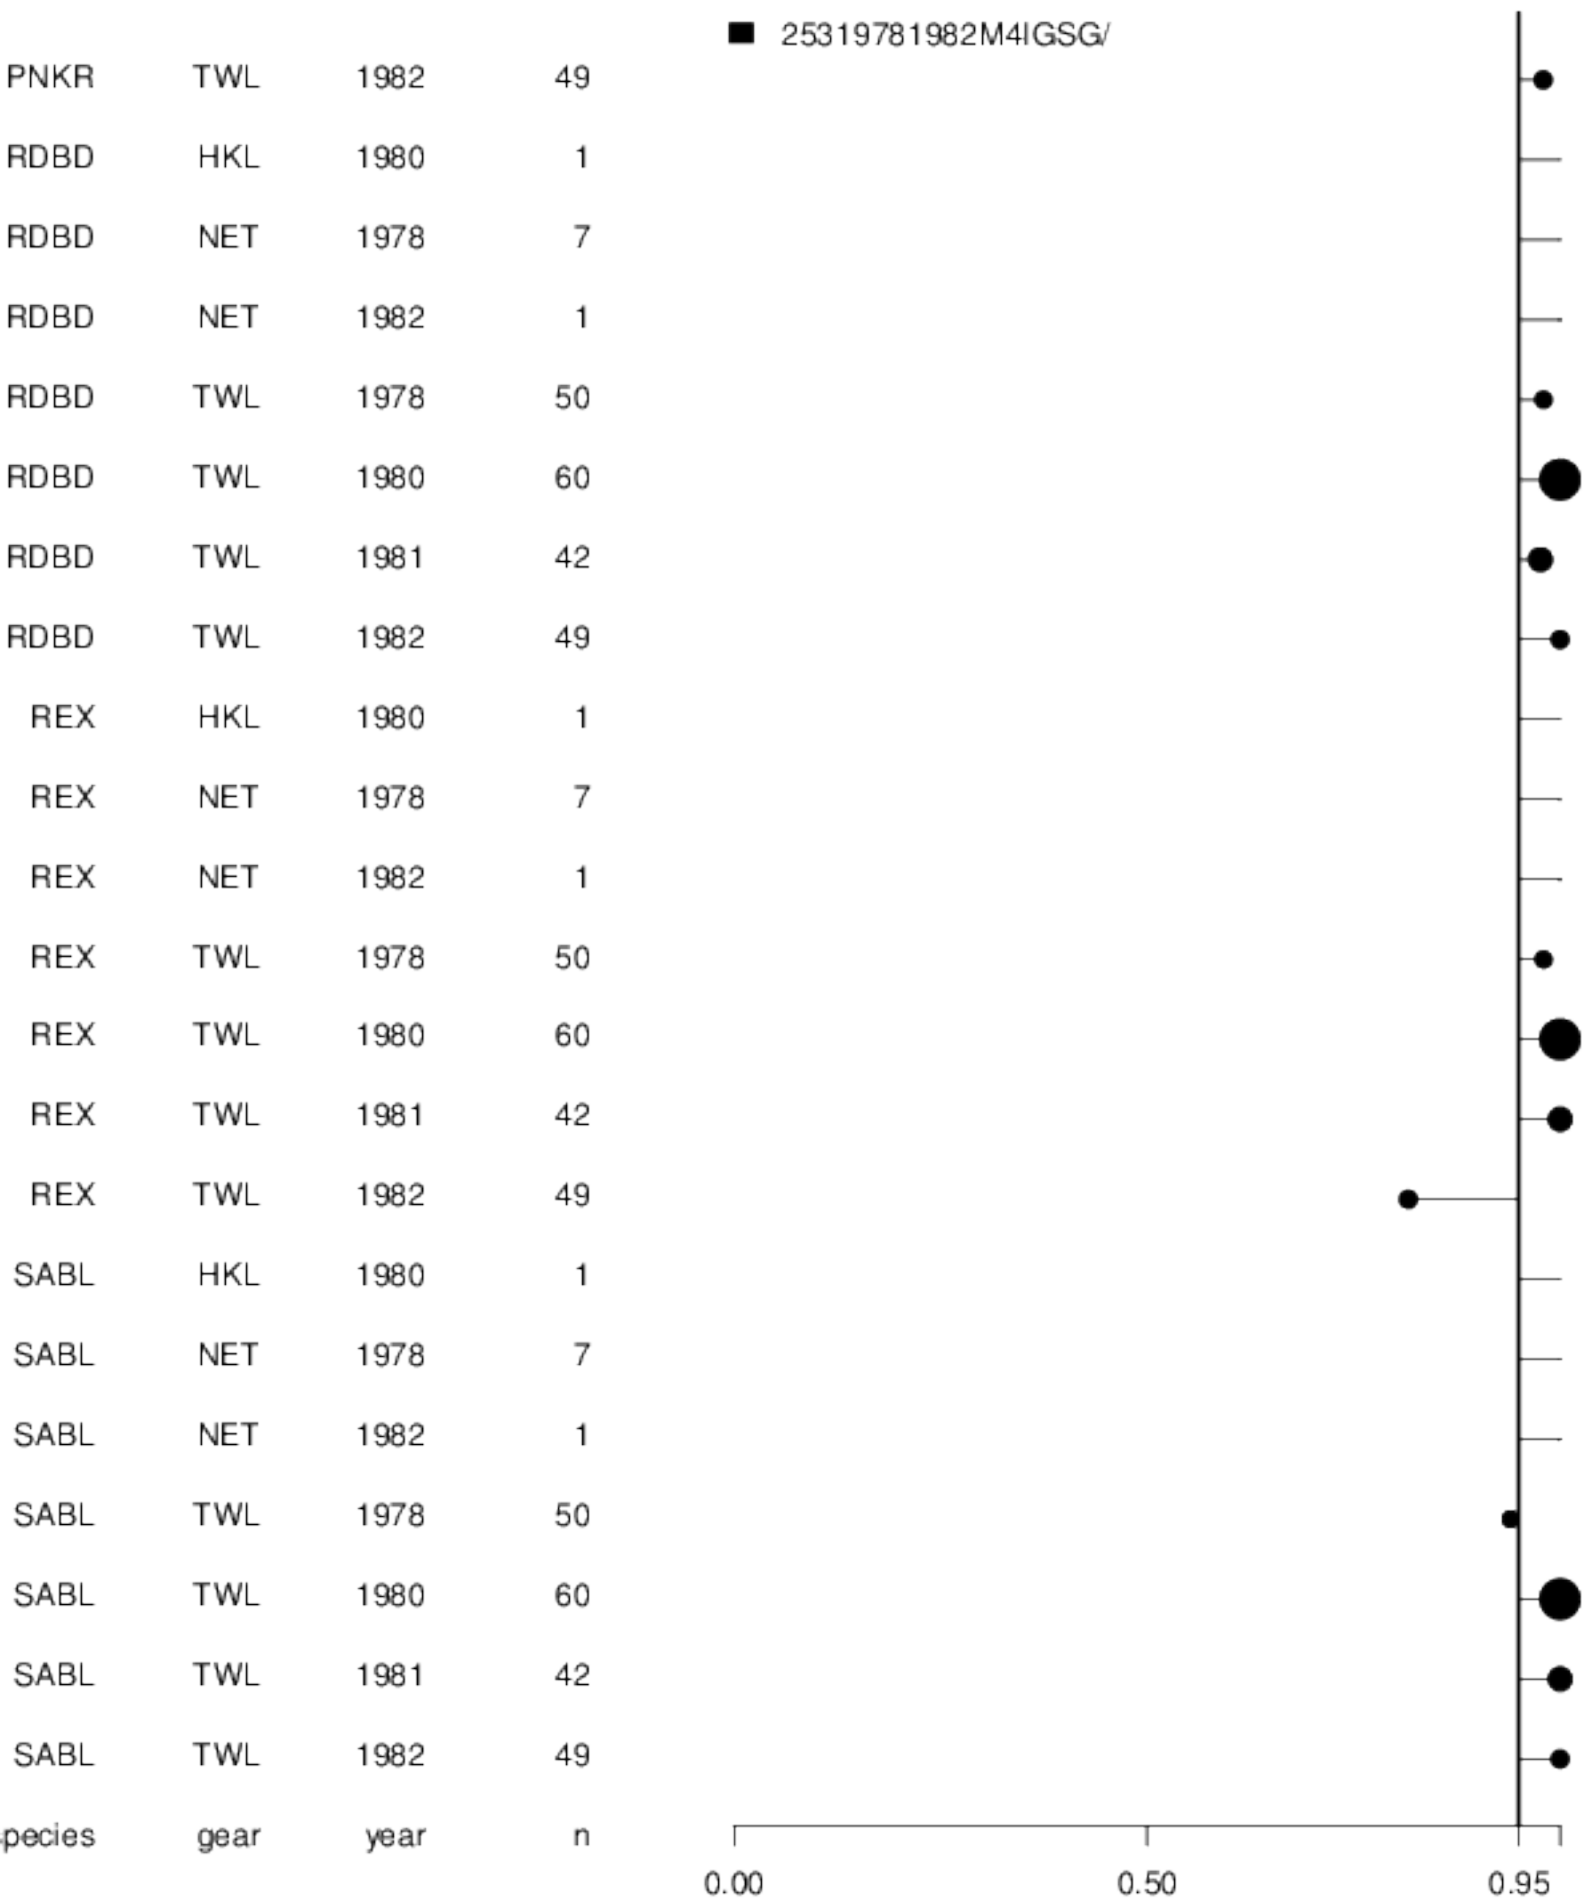 25319781982M4IGSG/
PNKR TWL 1982 49
RDBD HKL 1980 1
RDBD NET 1978 7
RDBD NET 1982 1
RDBD TWL 1978 50
RDBD TWL 1980 60
RDBD TWL 1981 42
RDBD TWL 1982 49
REX HKL 1980 1
REX NET 1978 7
REX NET 1982 1
REX TWL 1978 50
REX TWL 1980 60
REX TWL 1981 42
REX TWL 1982 49
SABL HKL 1980 1
SABL NET 1978 7
SABL NET 1982 1
SABL TWL 1978 50
SABL TWL 1980 60
SABL TWL 1981 42
SABL TWL 1982 49
pecies gear year n
0.00 0.50 0.95